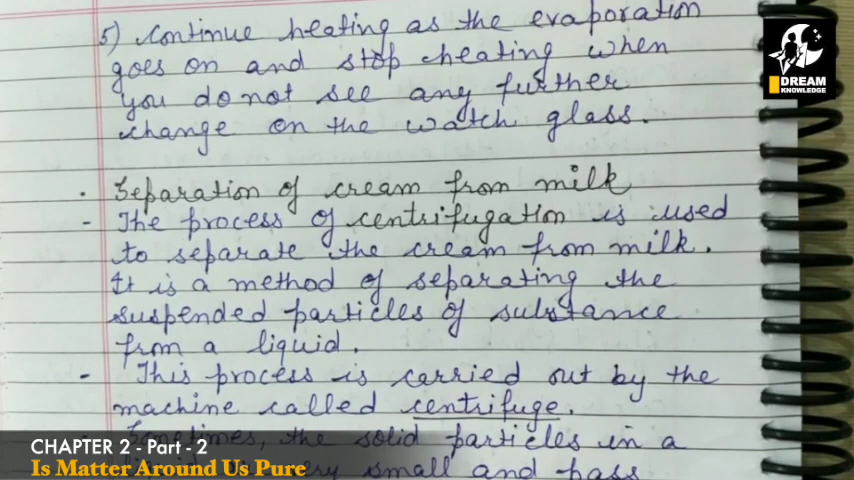 5) Continue heating as the evaporation
goes on and stop heating when
you do not see any further
change on the watch glass.
DREAM
KNOWLEDGE
· Separation of cream from milk
- The process of centrifugation is used
to separate the cream from milk.
It is a method of separating the
suspended particles of substance
from a liquid.
- This process is carried out by the
machine called centrifuge.
Sometimes, the solid particles in a
small and pass
CHAPTER 2 - Part - 2
Is Matter Around Us Pure